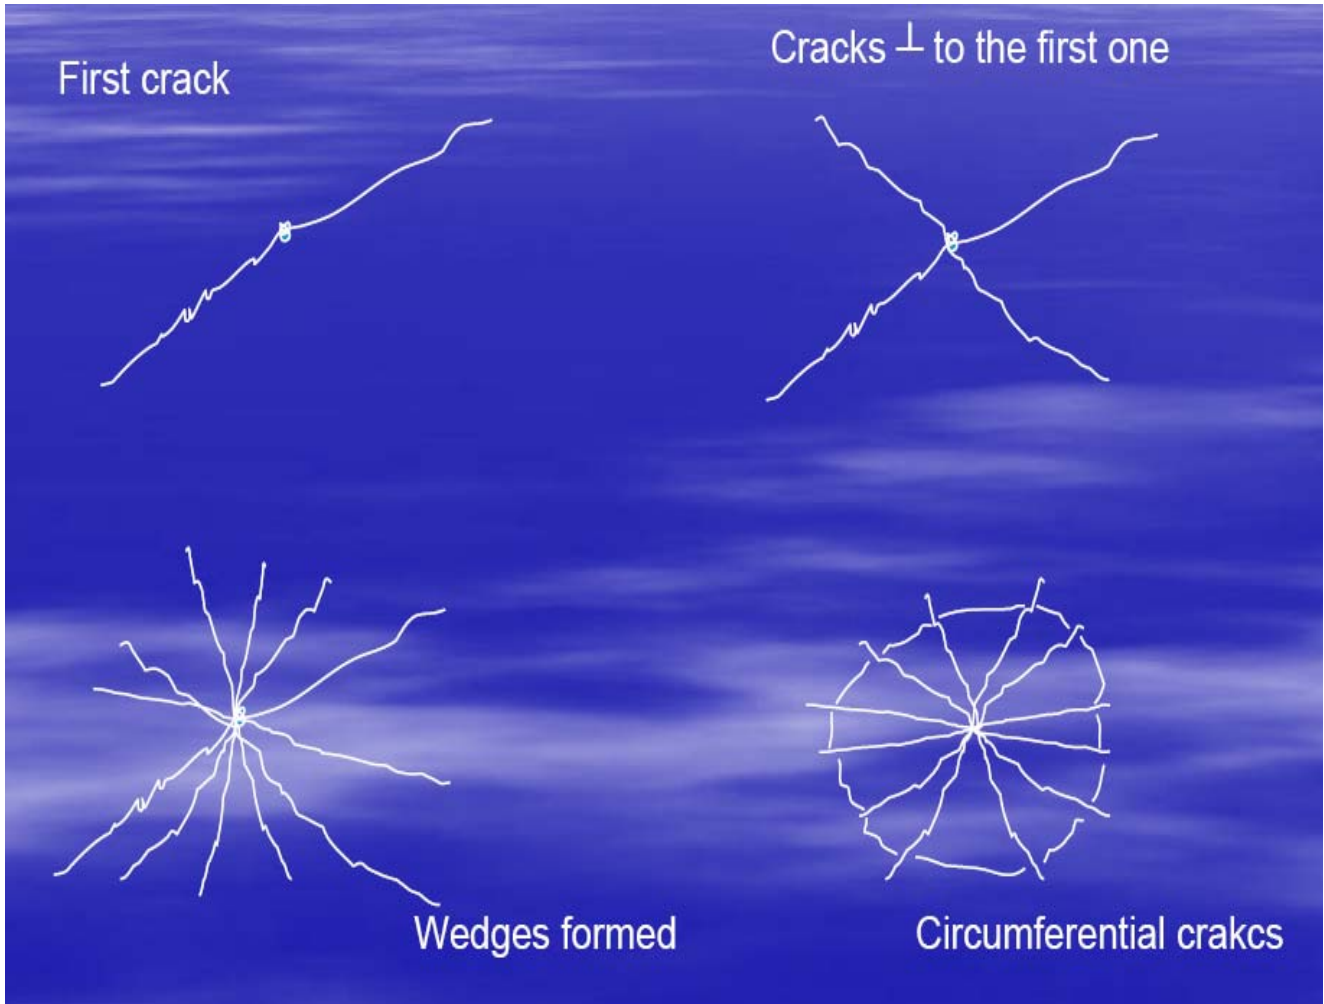 First crack
Cracks ⊥ to the first one
Wedges formed
Circumferential crakcs